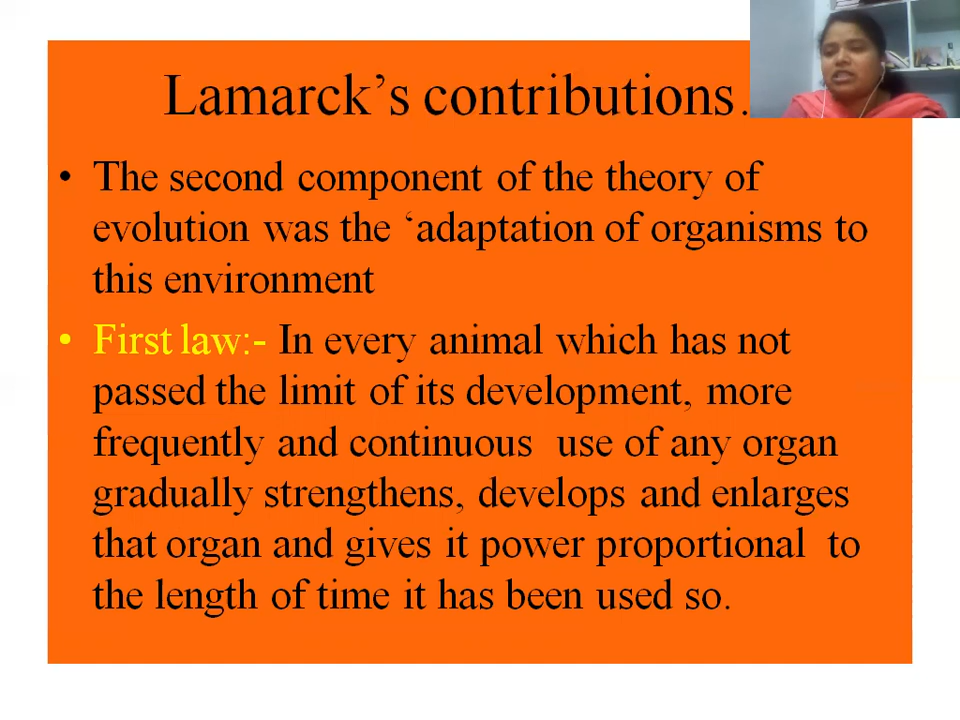 Lamarck’s contributions.
• The second component of the theory of
evolution was the ‘adaptation of organisms to
this environment
• First law:- In every animal which has not
passed the limit of its development, more
frequently and continuous use of any organ
gradually strengthens, develops and enlarges
that organ and gives it power proportional to
the length of time it has been used so.